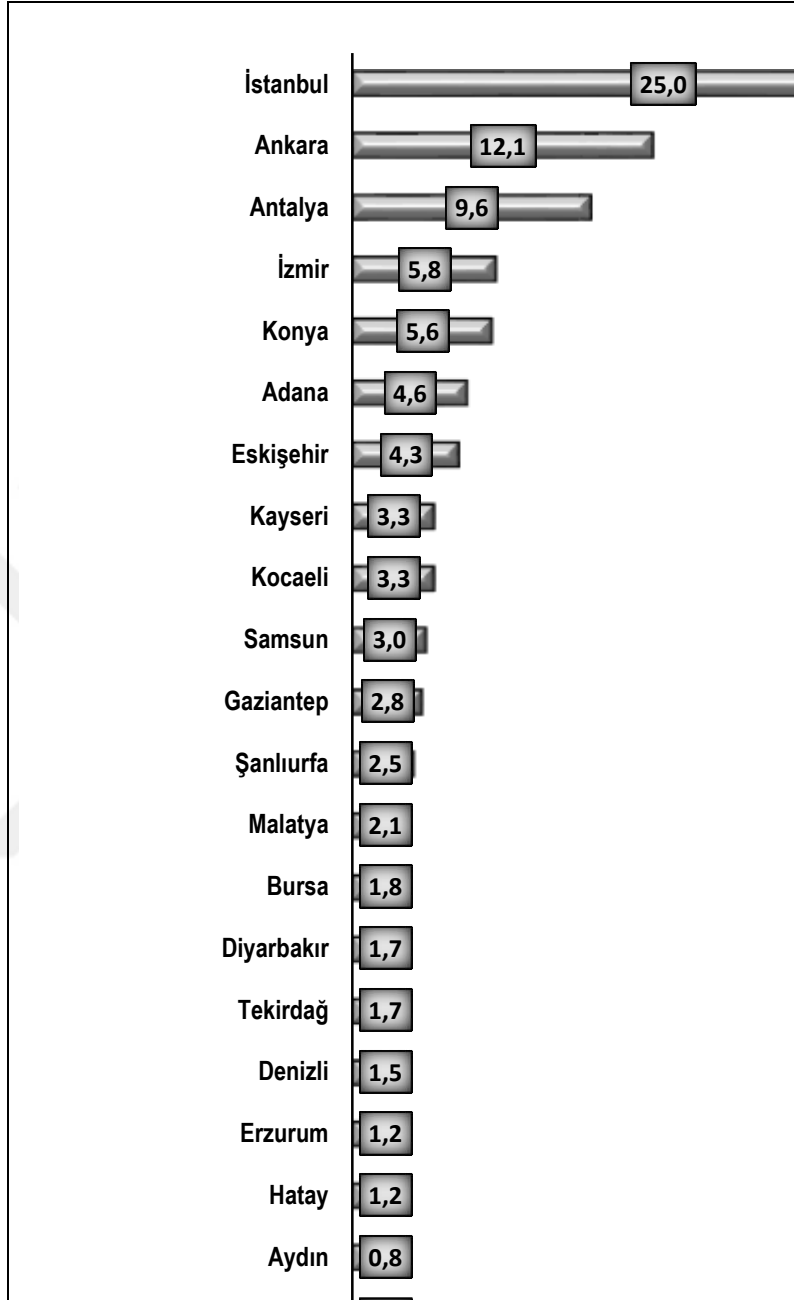 İstanbul 25,0
Ankara 12,1
Antalya 9,6
İzmir 5,8
Konya 5,6
Adana 4,6
Eskişehir 4,3
Kayseri 3,3
Kocaeli 3,3
Samsun 3,0
Gaziantep 2,8
Şanlıurfa 2,5
Malatya 2,1
Bursa 1,8
Diyarbakır 1,7
Tekirdağ 1,7
Denizli 1,5
Erzurum 1,2
Hatay 1,2
Aydın 0,8